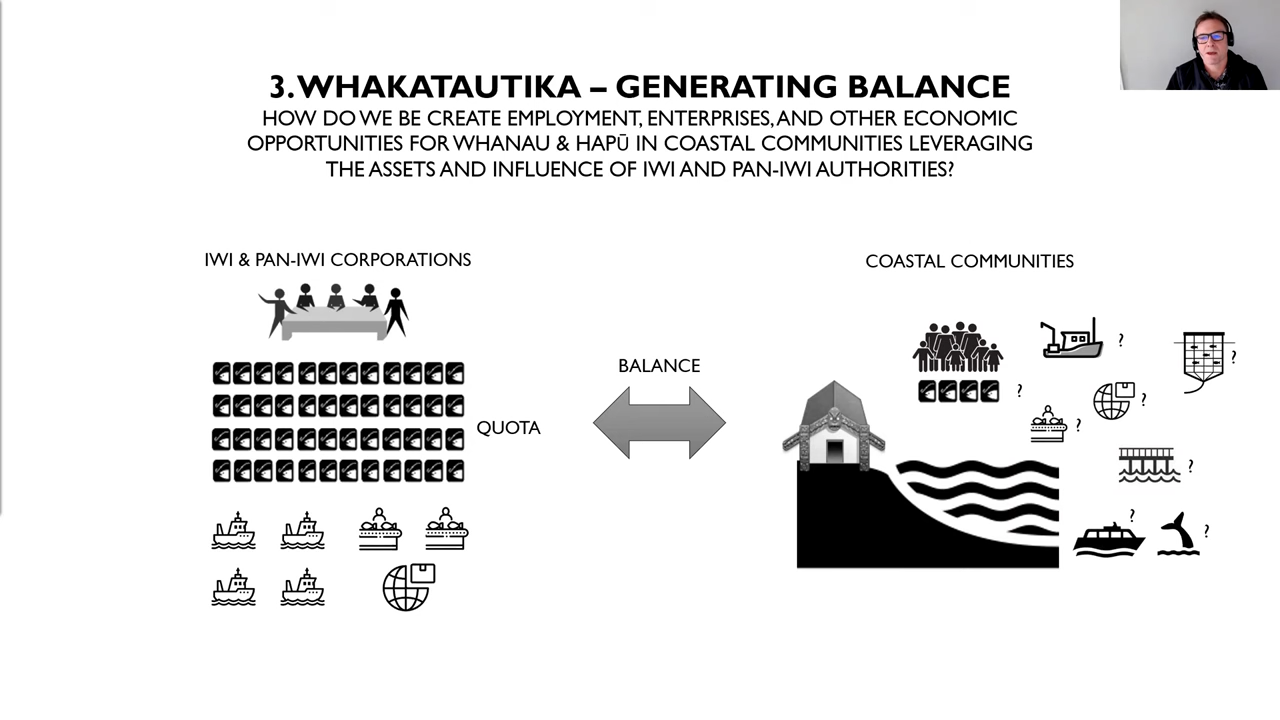 3. WHAKATAUTIKA – GENERATING BALANCE
HOW DO WE BE CREATE EMPLOYMENT, ENTERPRISES, AND OTHER ECONOMIC
OPPORTUNITIES FOR WHANAU & HAPŪ IN COASTAL COMMUNITIES LEVERAGING
THE ASSETS AND INFLUENCE OF IWI AND PAN-IWI AUTHORITIES?
IWI & PAN-IWI CORPORATIONS
QUOTA
BALANCE
COASTAL COMMUNITIES
?
?
?
?
?
?
?
?